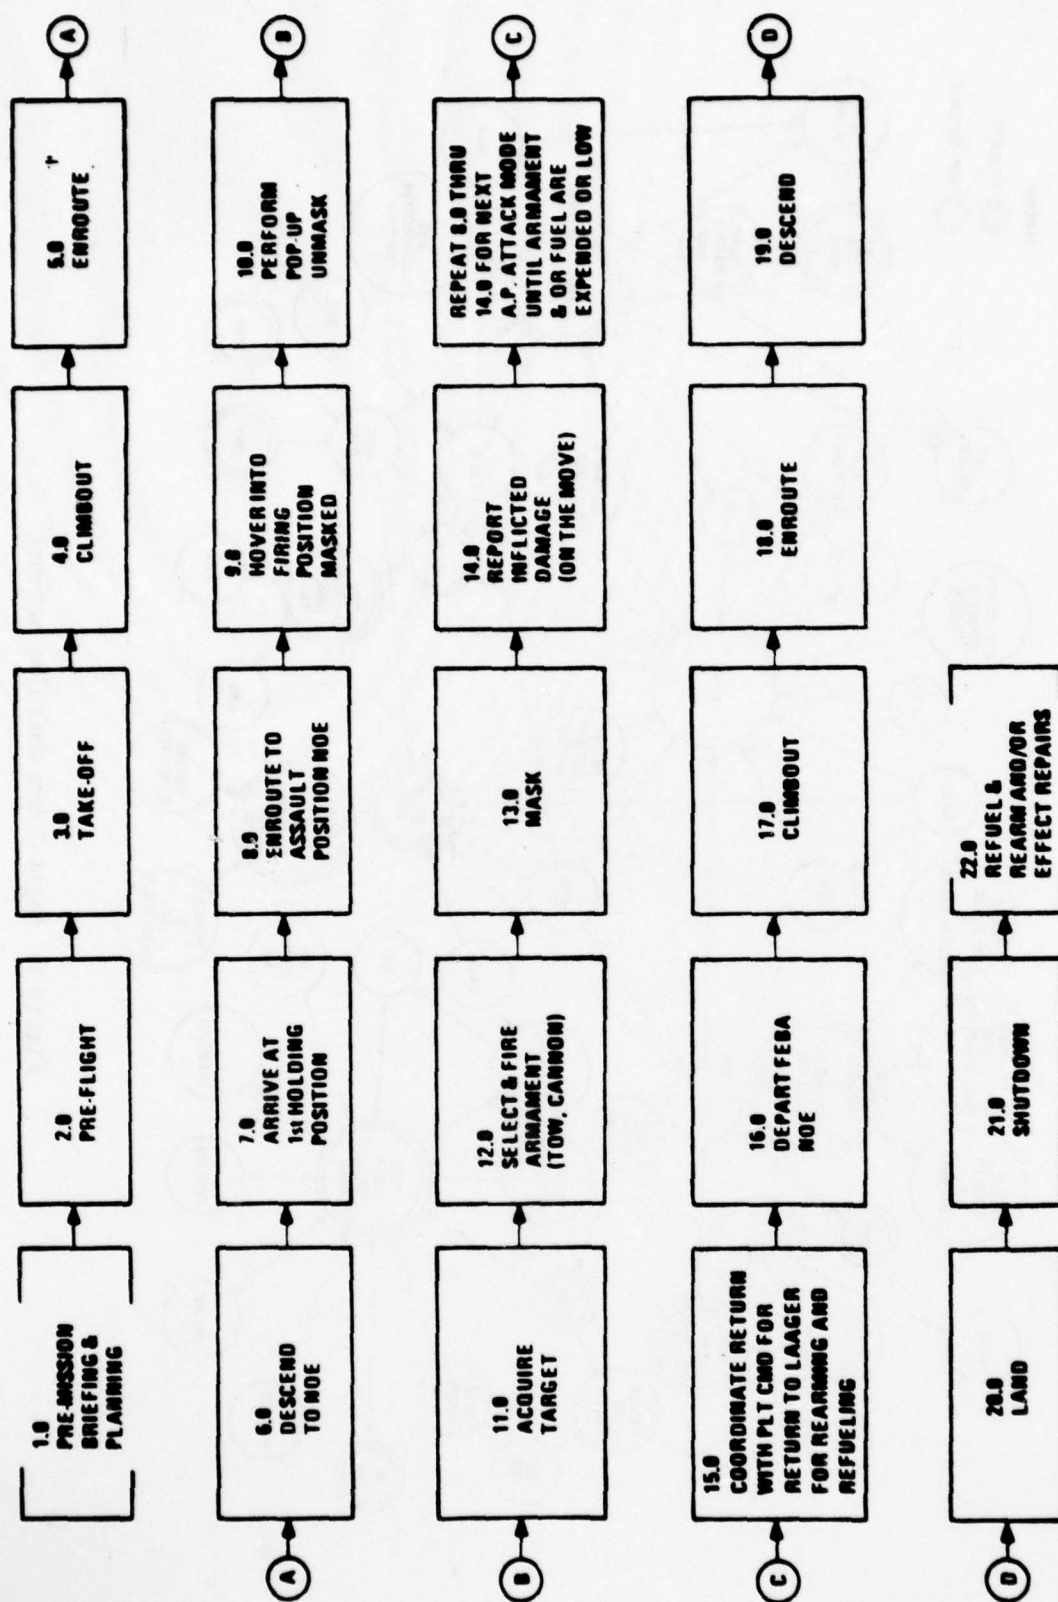 1.0
PRE-MISSION
BRIEFING &
PLANNING
2.0
PRE-FLIGHT
3.0
TAKE-OFF
4.0
CLIMBOUT
5.0
ENROUTE
A
A
6.0
DESCEND
TO NOE
7.0
ARRIVE AT
1st HOLDING
POSITION
8.0
ENROUTE TO
ASSAULT
POSITION NOE
9.0
HOVER INTO
FIRING
POSITION
MASKED
10.0
PERFORM
POP-UP
UNMASK
B
B
11.0
ACQUIRE
TARGET
12.0
SELECT & FIRE
ARMAMENT
(TOW, CANNON)
13.0
MASK
14.0
REPORT
INFLICTED
DAMAGE
(ON THE MOVE)
REPEAT 8.0 THRU
14.0 FOR NEXT
A.P. ATTACK MODE
UNTIL ARMAMENT
& OR FUEL ARE
EXPENDED OR LOW
C
C
15.0
COORDINATE RETURN
WITH PLT CMD FOR
RETURN TO LAAGER
FOR REARMING AND
REFUELING
16.0
DEPART FEBA
NOE
17.0
CLIMBOUT
18.0
ENROUTE
19.0
DESCEND
D
D
20.0
LAND
21.0
SHUTDOWN
22.0
REFUEL &
REARM AND/OR
EFFECT REPAIRS